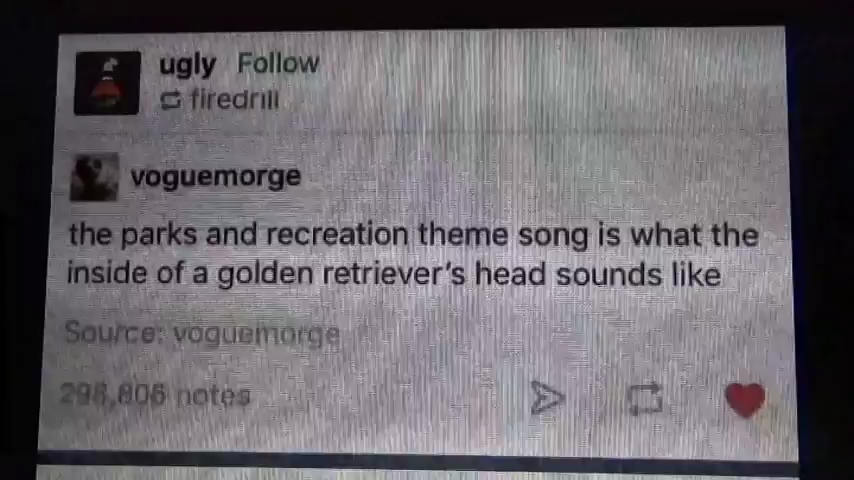 ugly Follow
firedrill
voguemorge
the parks and recreation theme song is what the
inside of a golden retriever's head sounds like
Source: voguemorge
298,806 notes